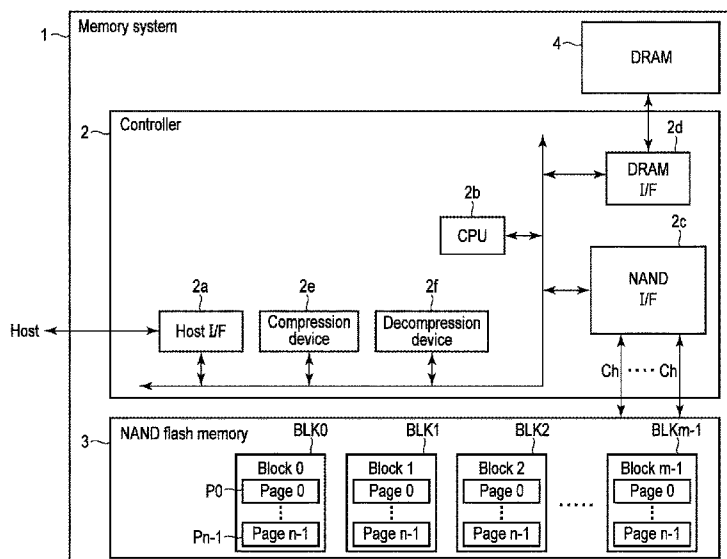 1
Memory system
4
DRAM
2
Controller
2d
DRAM
I/F
2b
CPU
2c
NAND
I/F
2a
2e
2f
Host
Host I/F
Compression
device
Decompression
device
Ch ..... Ch
3
NAND flash memory
BLK0
BLK1
BLK2
BLKm-1
Block 0
Block 1
Block 2
Block m-1
P0
Page 0
Page 0
Page 0
Page 0
Pn-1
Page n-1
Page n-1
Page n-1
Page n-1